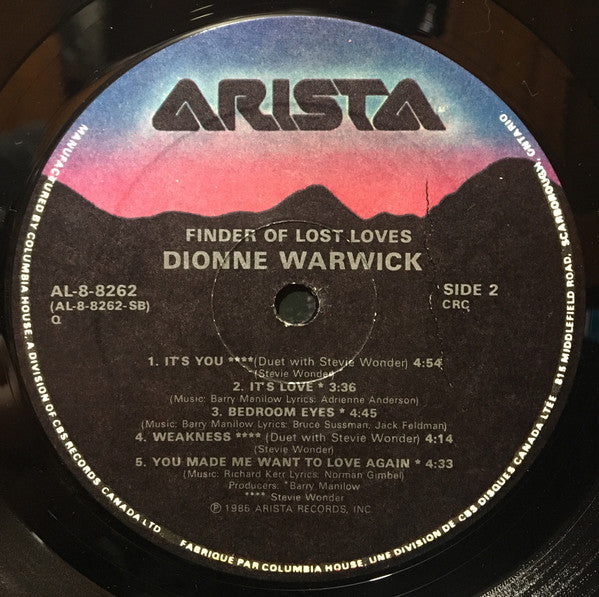 ARISTA
FINDER OF LOST LOVES
DIONNE WARWICK
AL-8-8262
(AL-8-8262-SB)
Q
SIDE 2
CRC
1. IT'S YOU ****(Duet with Stevie Wonder) 4:54
(Stevie Wonder)
2. IT'S LOVE * 3:36
(Music: Barry Manilow Lyrics: Adrienne Anderson)
3. BEDROOM EYES * 4:45
(Music: Barry Manilow Lyrics: Bruce Sussman, Jack Feldman)
4. WEAKNESS **** (Duet with Stevie Wonder) 4:14
(Stevie Wonder)
5. YOU MADE ME WANT TO LOVE AGAIN * 4:33
(Music: Richard Kerr Lyrics: Norman Gimbel)
Producers: *Barry Manilow
**** Stevie Wonder
Ⓟ 1985 ARISTA RECORDS, INC.
MANUFACTURED BY COLUMBIA HOUSE, A DIVISION OF CBS RECORDS CANADA LTD.
FABRIQUÉ PAR COLUMBIA HOUSE, UNE DIVISION DE CBS DISQUES CANADA LTÉE
815 MIDDLEFIELD ROAD, SCARBOROUGH, ONTARIO.